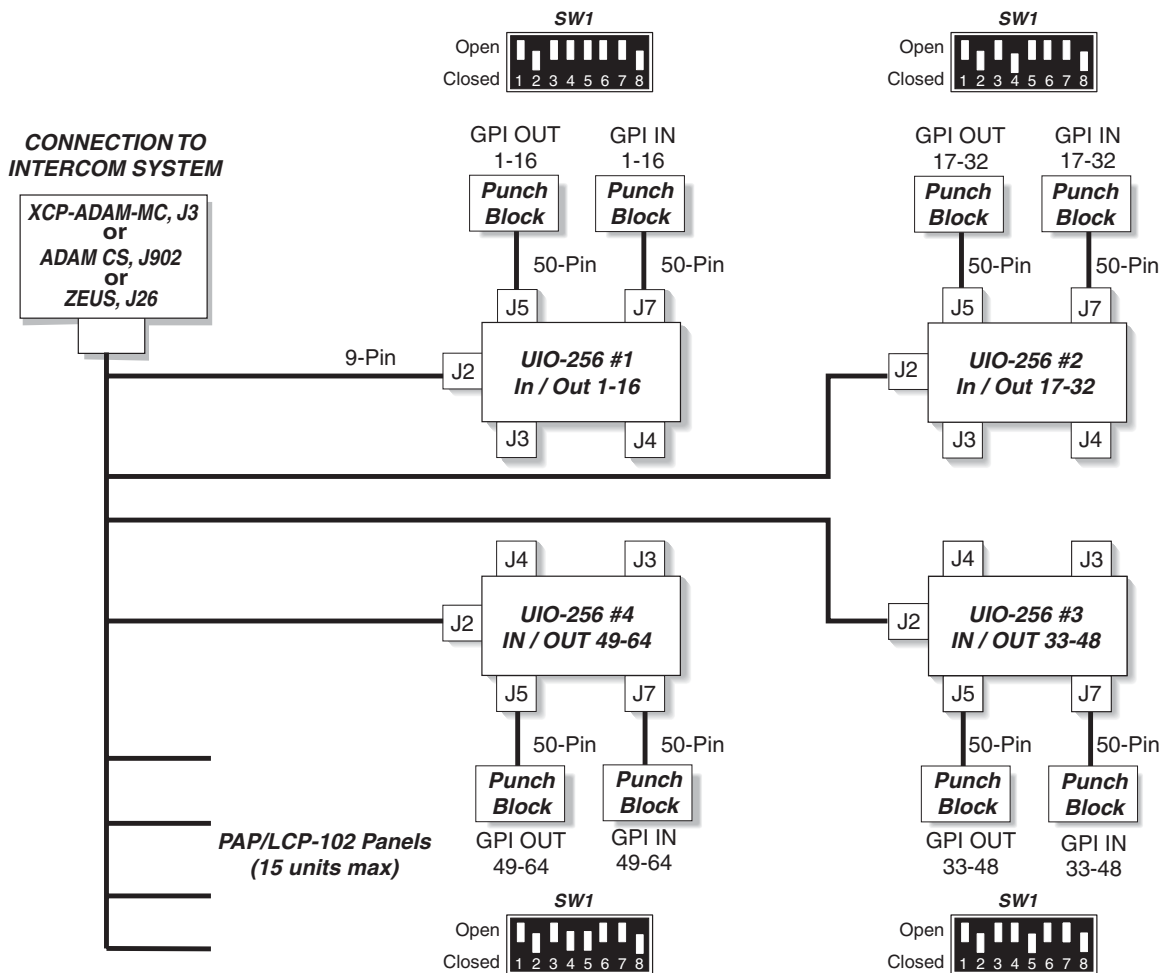 SW1
Open
Closed
1 2 3 4 5 6 7 8
SW1
Open
Closed
1 2 3 4 5 6 7 8
CONNECTION TO
INTERCOM SYSTEM
XCP-ADAM-MC, J3
or
ADAM CS, J902
or
ZEUS, J26
GPI OUT
1-16
Punch
Block
50-Pin
GPI IN
1-16
Punch
Block
50-Pin
J5
J7
9-Pin
J2
UIO-256 #1
In / Out 1-16
J3
J4
GPI OUT
17-32
Punch
Block
50-Pin
GPI IN
17-32
Punch
Block
50-Pin
J5
J7
J2
UIO-256 #2
In / Out 17-32
J3
J4
J4
J3
J2
UIO-256 #4
IN / OUT 49-64
J5
J7
50-Pin
50-Pin
Punch
Block
Punch
Block
GPI OUT
49-64
GPI IN
49-64
J4
J3
J2
UIO-256 #3
IN / OUT 33-48
J5
J7
50-Pin
50-Pin
Punch
Block
Punch
Block
GPI OUT
33-48
GPI IN
33-48
PAP/LCP-102 Panels
(15 units max)
SW1
Open
Closed
1 2 3 4 5 6 7 8
SW1
Open
Closed
1 2 3 4 5 6 7 8